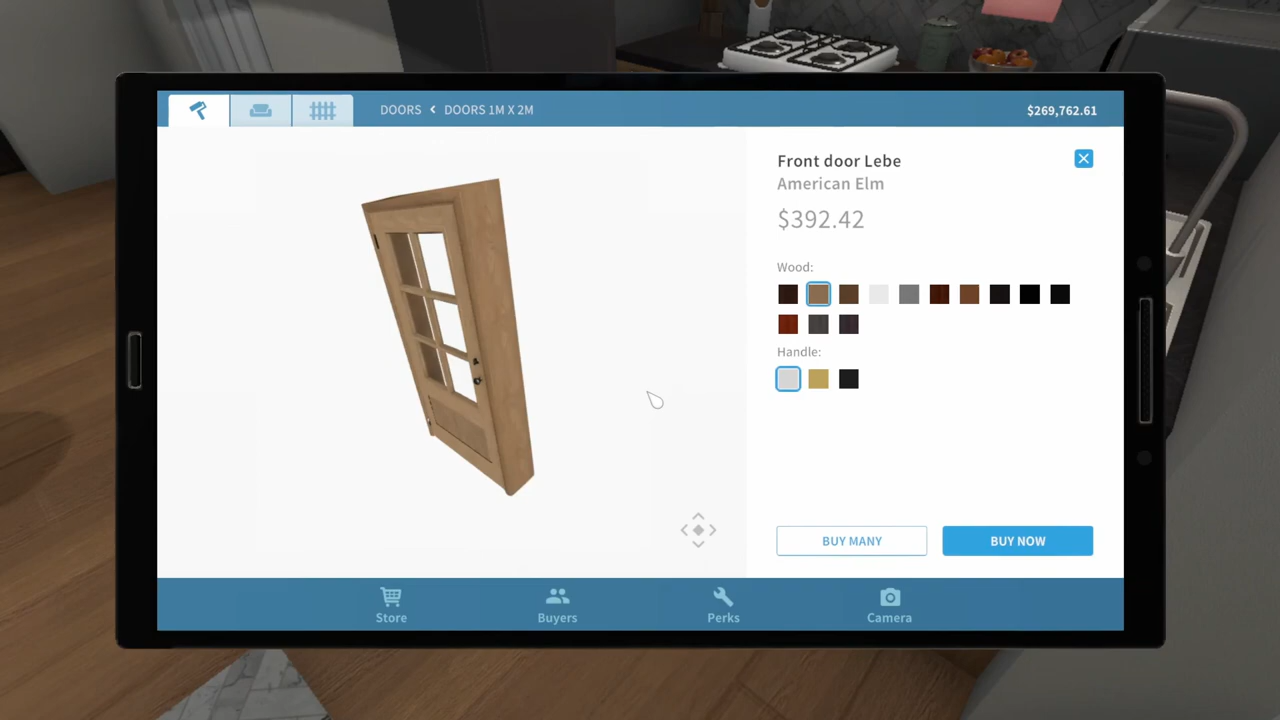 DOORS < DOORS 1M X 2M
$269,762.61
Front door Lebe
American Elm
$392.42
Wood:
Handle:
BUY MANY
BUY NOW
Store
Buyers
Perks
Camera